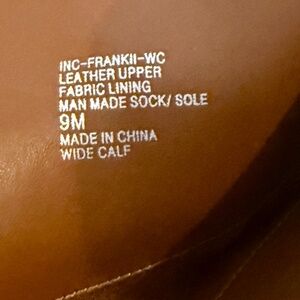 INC-FRANKII-WC
LEATHER UPPER
FABRIC LINING
MAN MADE SOCK/ SOLE
9M
MADE IN CHINA
WIDE CALF